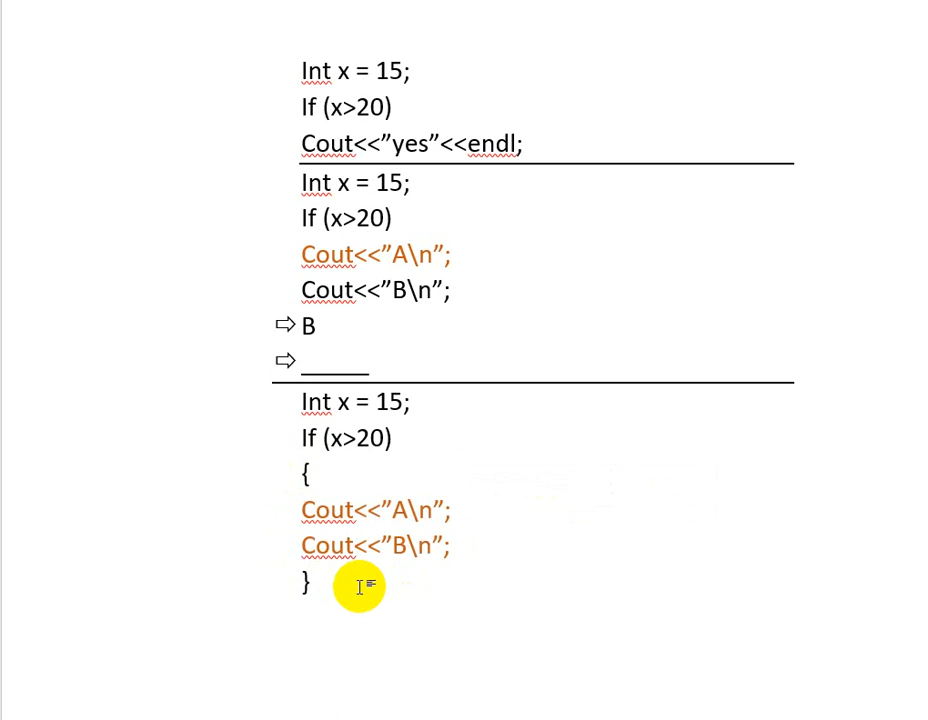 Int x = 15;
If (x>20)
Cout<<”yes”<<endl;
Int x = 15;
If (x>20)
Cout<<”A\n”;
Cout<<”B\n”;
⇨ B
⇨ _____
Int x = 15;
If (x>20)
{
Cout<<”A\n”;
Cout<<”B\n”;
}